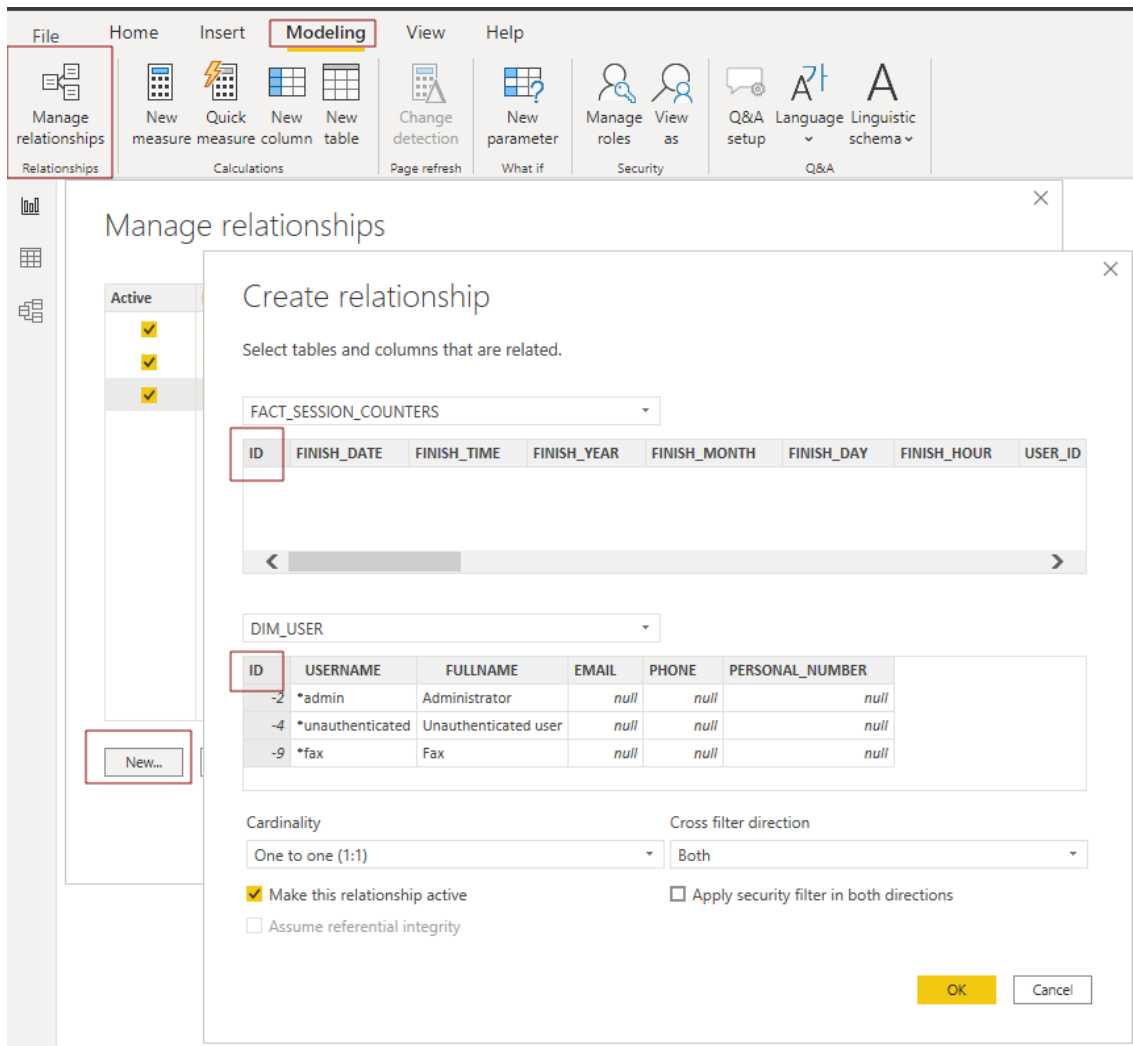 File Home Insert Modeling View Help
Manage relationships
New measure
Quick measure
New column
New table
Change detection
New parameter
Manage roles
View as
Q&A setup
Language
Linguistic schema
Relationships Calculations Page refresh What if Security Q&A
Manage relationships
Active
Create relationship
Select tables and columns that are related.
FACT_SESSION_COUNTERS
ID FINISH_DATE FINISH_TIME FINISH_YEAR FINISH_MONTH FINISH_DAY FINISH_HOUR USER_ID
DIM_USER
ID USERNAME FULLNAME EMAIL PHONE PERSONAL_NUMBER
-2 *admin Administrator null null null
-4 *unauthenticated Unauthenticated user null null null
-9 *fax Fax null null null
New...
Cardinality Cross filter direction
One to one (1:1) Both
Make this relationship active Apply security filter in both directions
Assume referential integrity
OK Cancel